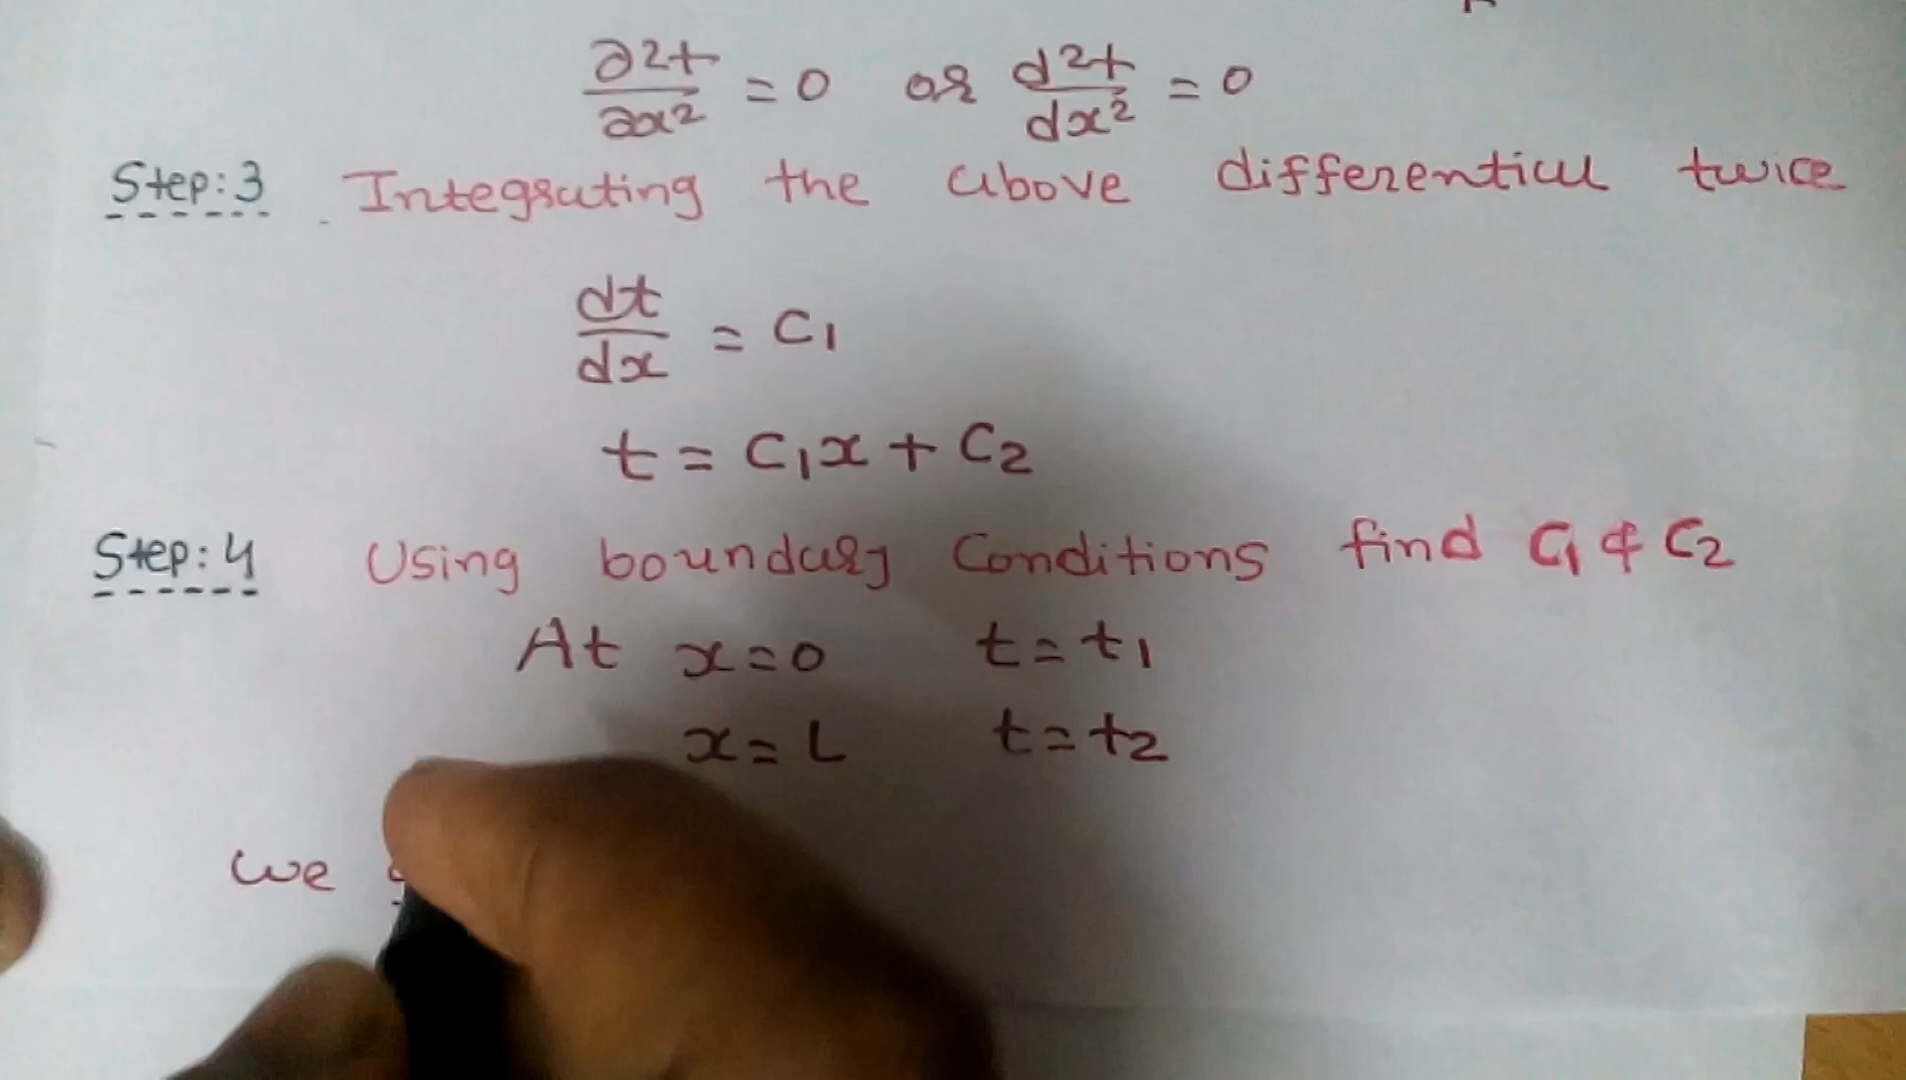 ∂2t/∂x2 = 0 or d2t/dx2 = 0
Step:3 Integrating the above differential twice
dt/dx = C1
t = C1x + C2
Step:4 Using boundary Conditions find C1 & C2
At x=0 t=t1
x=L t=t2
we